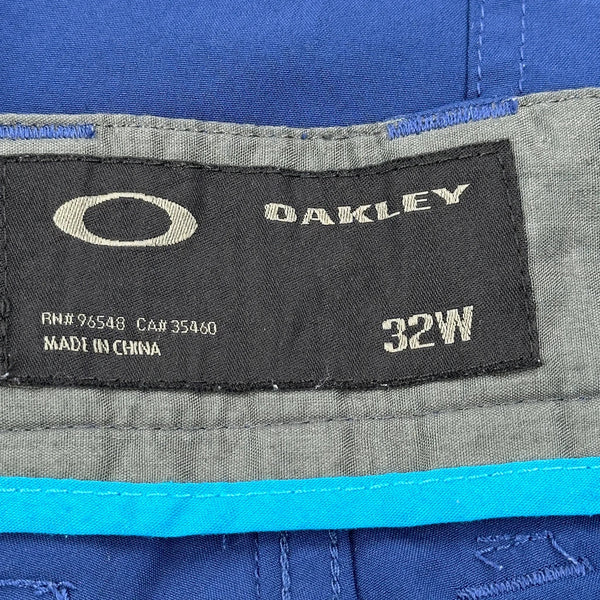 OAKLEY
RN# 96548 CA# 35460
MADE IN CHINA
32W